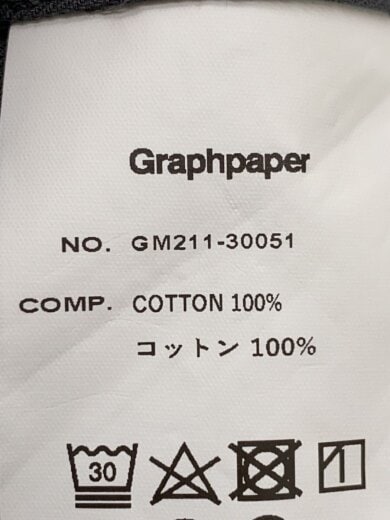 Graphpaper
NO. GM211-30051
COMP. COTTON 100%
コットン 100%
30